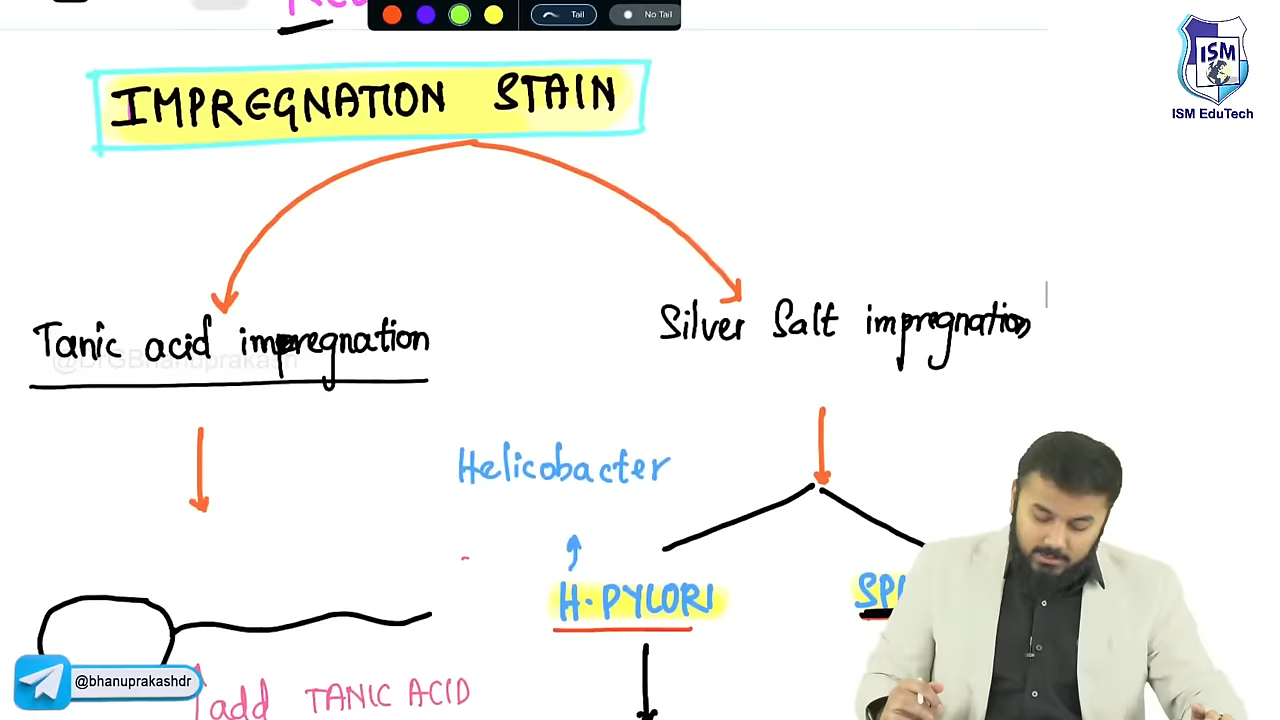 Tail
No Tail
ISM
ISM EduTech
IMPREGNATION STAIN
Tanic acid impregnation
@DrGBhanuprakash
Silver Salt impregnation
Helicobacter
H. PYLORI
@bhanuprakashdr
add TANIC ACID